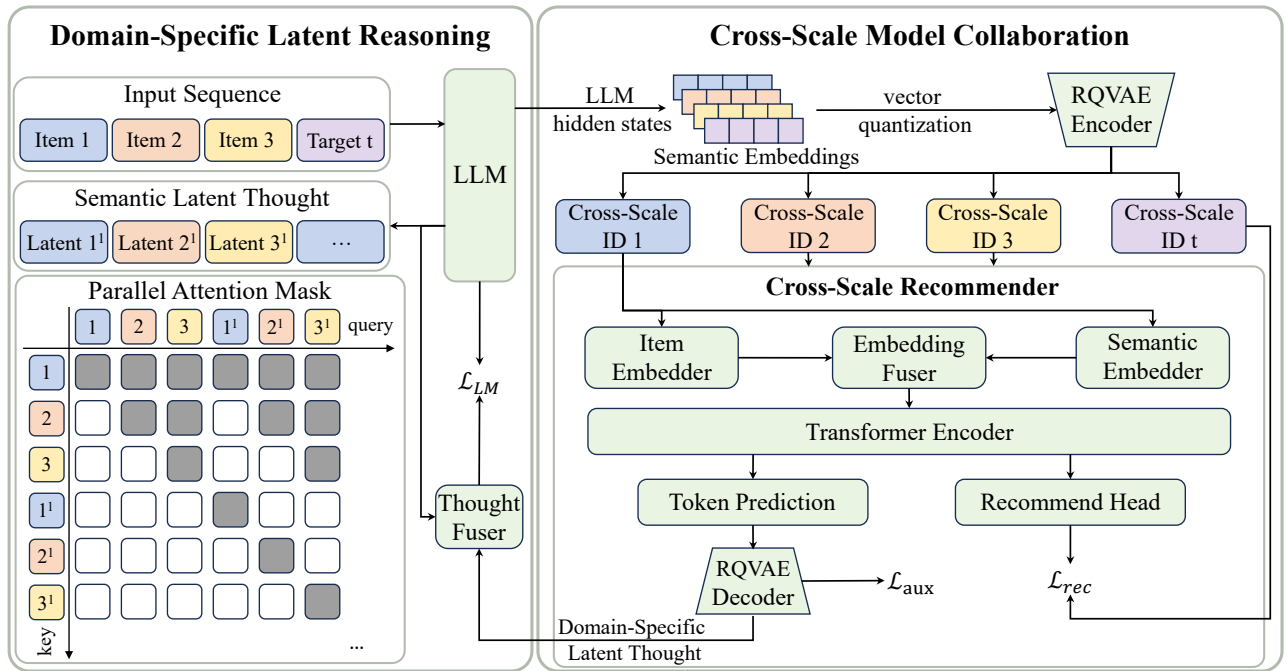 Domain-Specific Latent Reasoning
Input Sequence
Item 1 Item 2 Item 3 Target t
Semantic Latent Thought
Latent 1¹ Latent 2¹ Latent 3¹ ...
Parallel Attention Mask
1 2 3 1¹ 2¹ 3¹ query
1
2
3
1¹
2¹
3¹
key
...
LLM
ℒ_LM
Thought
Fuser
Cross-Scale Model Collaboration
LLM
hidden states
Semantic Embeddings
vector
quantization
RQVAE
Encoder
Cross-Scale
ID 1
Cross-Scale
ID 2
Cross-Scale
ID 3
Cross-Scale
ID t
Cross-Scale Recommender
Item
Embedder
Embedding
Fuser
Semantic
Embedder
Transformer Encoder
Token Prediction
Recommend Head
RQVAE
Decoder
ℒ_aux
ℒ_rec
Domain-Specific
Latent Thought